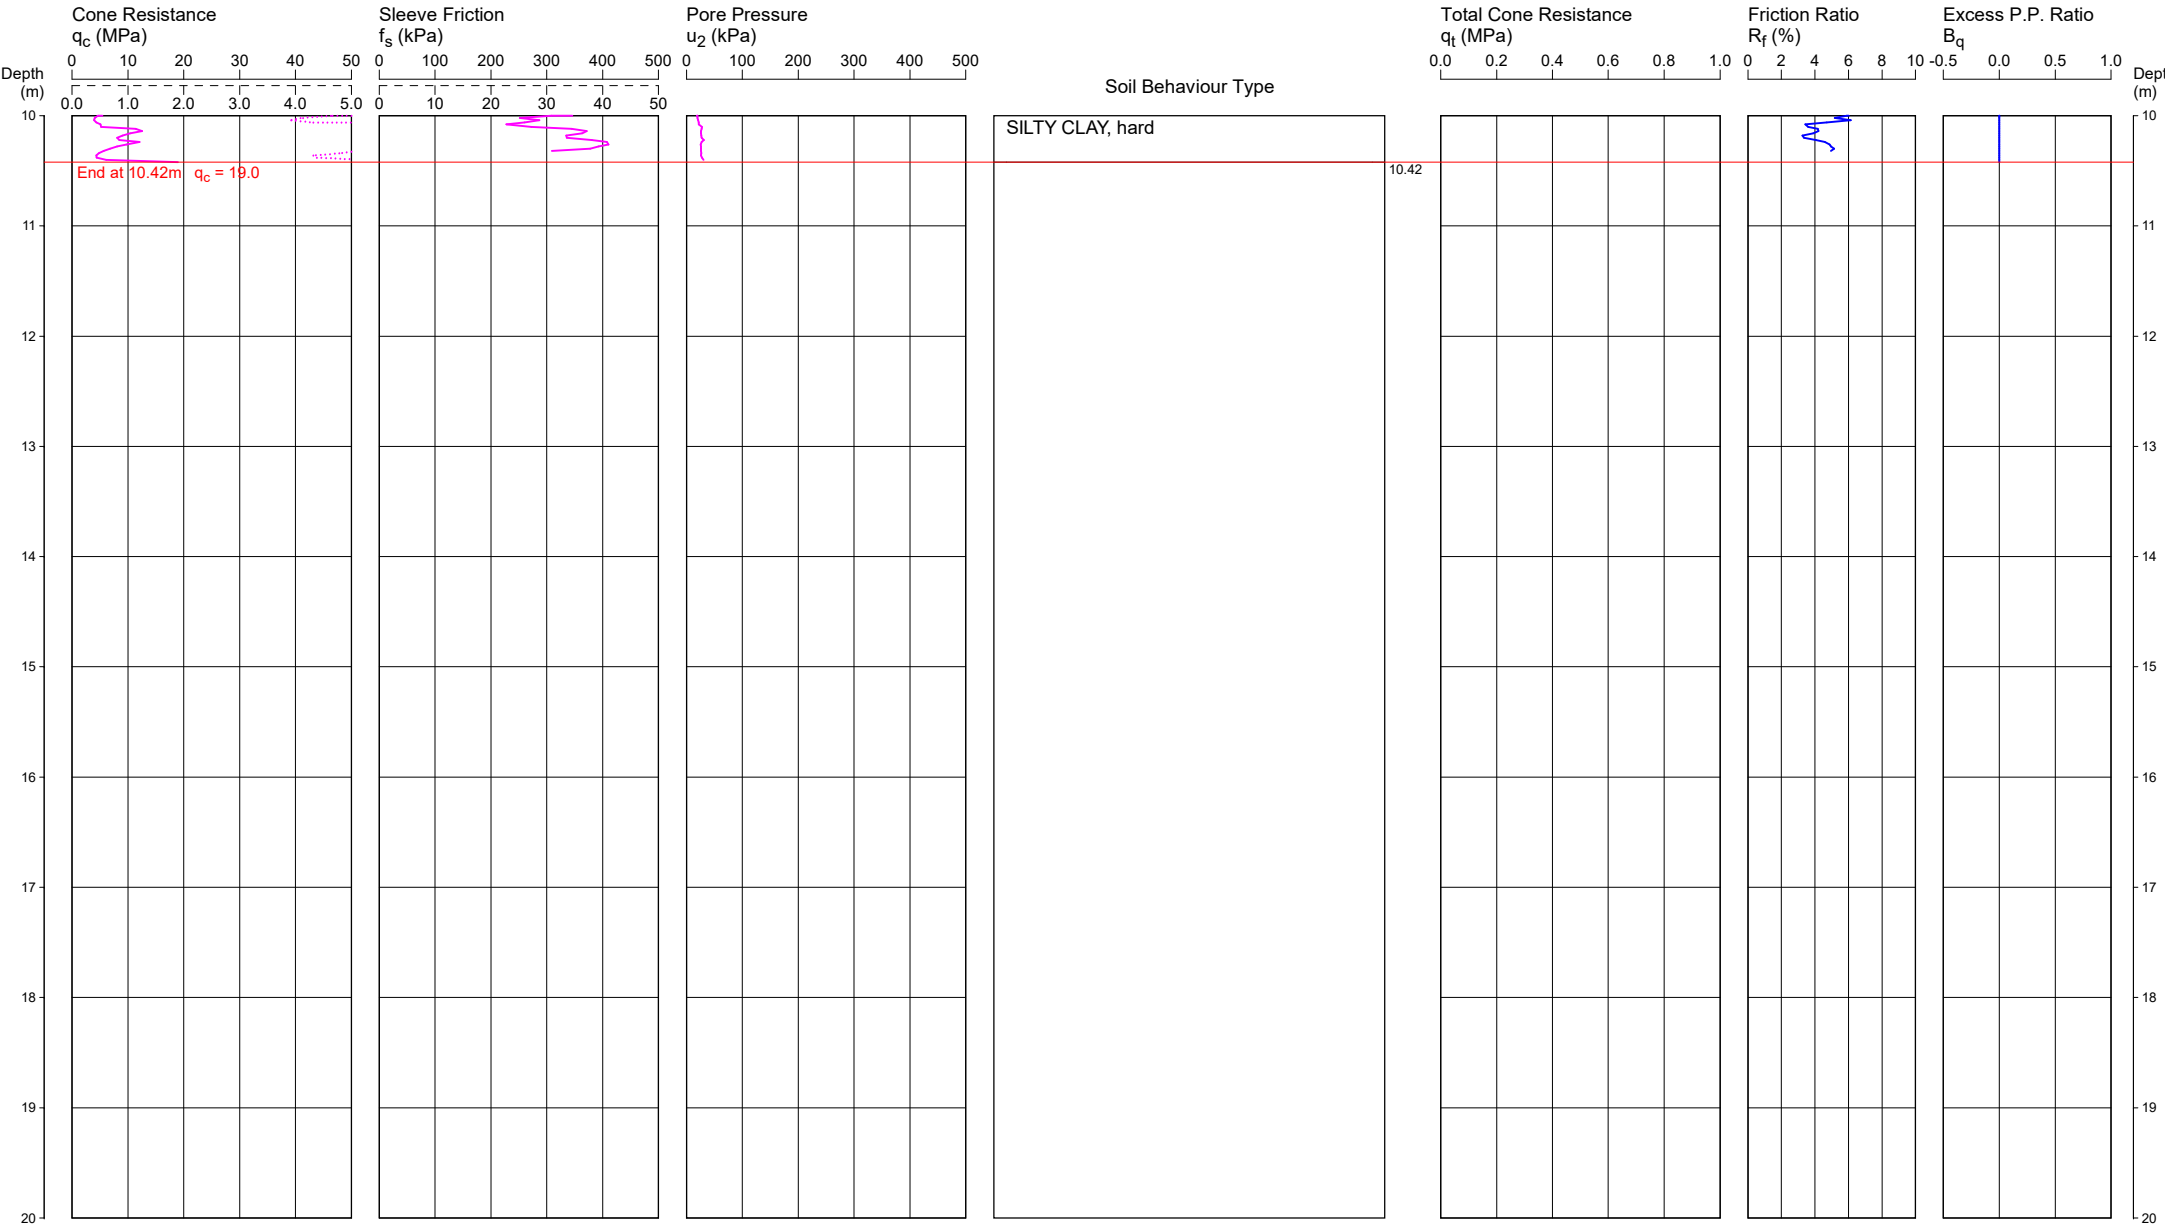 Cone Resistance Sleeve Friction Pore Pressure Total Cone Resistance Friction Ratio Excess P.P. Ratio
qc (MPa) fs (kPa) u2 (kPa) qt (MPa) Rf (%) Bq
0 10 20 30 40 50 0 100 200 300 400 500 0 100 200 300 400 500 0.0 0.2 0.4 0.6 0.8 1.0 0 2 4 6 8 10 -0.5 0.0 0.5 1.0
Depth Soil Behaviour Type Dept
(m) (m)
0.0 1.0 2.0 3.0 4.0 5.0 0 10 20 30 40 50
10 SILTY CLAY, hard 10
End at 10.42m qc = 19.0 10.42
11 11
12 12
13 13
14 14
15 15
16 16
17 17
18 18
19 19
20 20